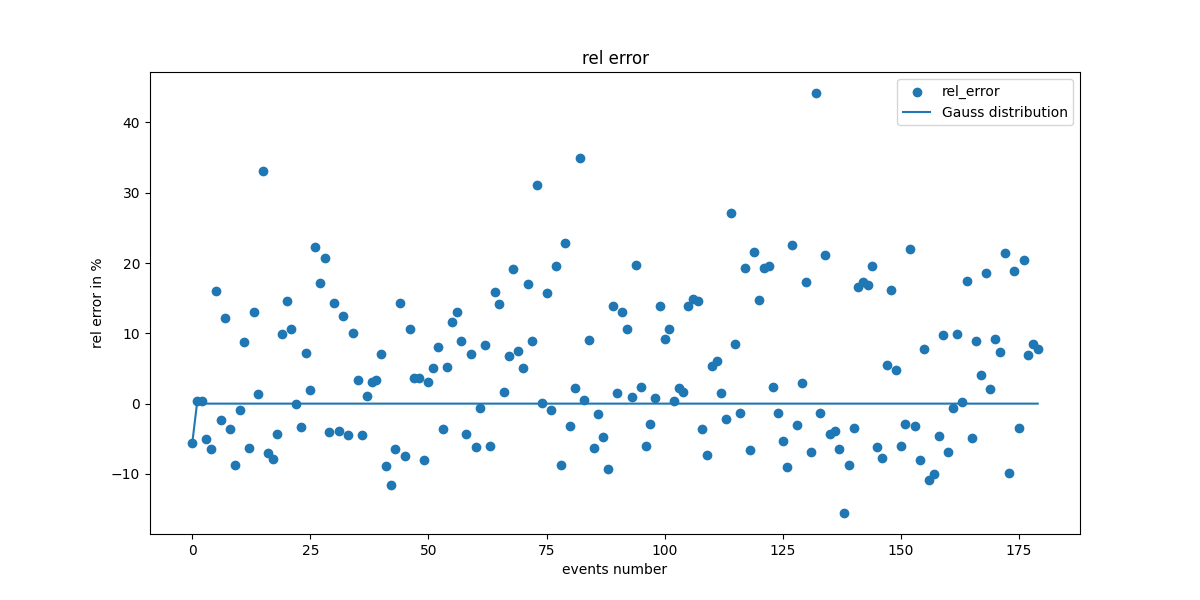 rel error
rel_error
Gauss distribution
rel error in %
40
30
20
10
0
−10
0 25 50 75 100 125 150 175
events number